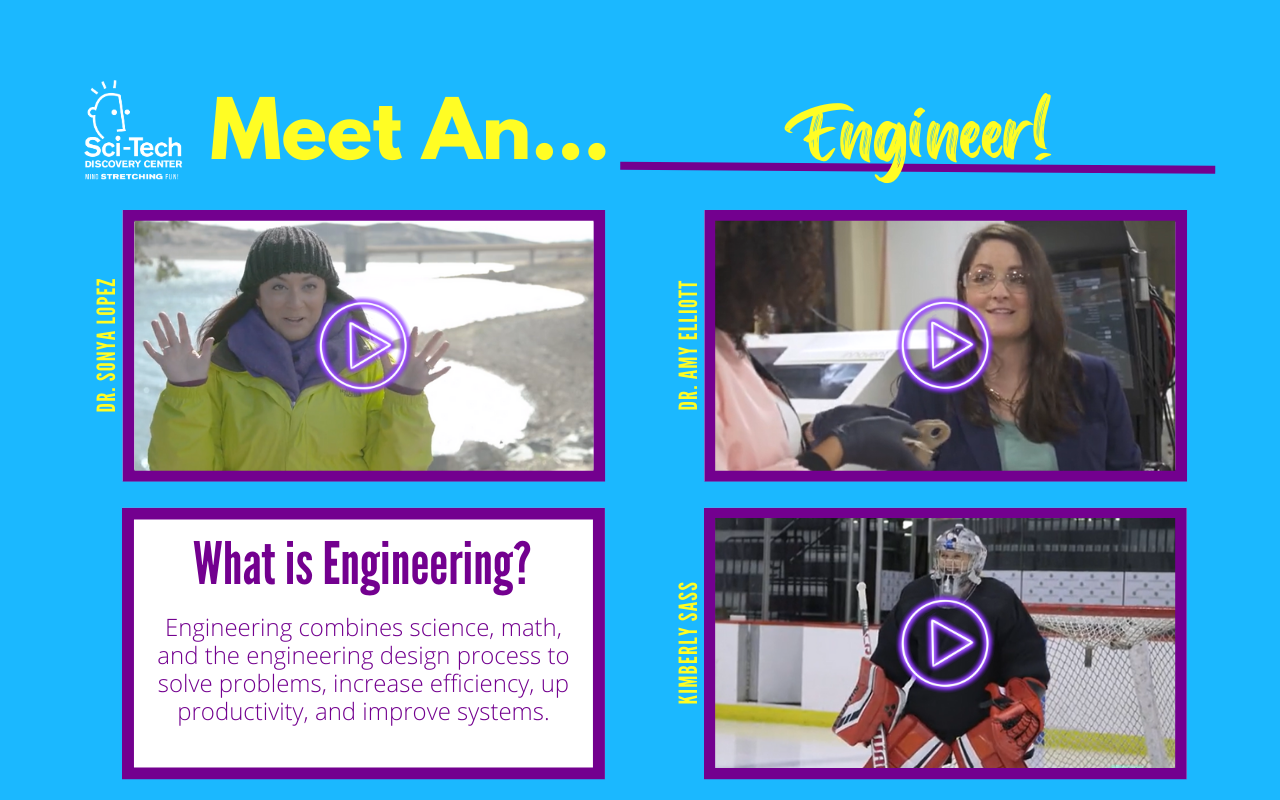 Sci-Tech
DISCOVERY CENTER
MIND STRETCHING FUN!
Meet An...
Engineer!
DR. SONYA LOPEZ
DR. AMY ELLIOTT
What is Engineering?
Engineering combines science, math,
and the engineering design process to
solve problems, increase efficiency, up
productivity, and improve systems.
KIMBERLY SASS